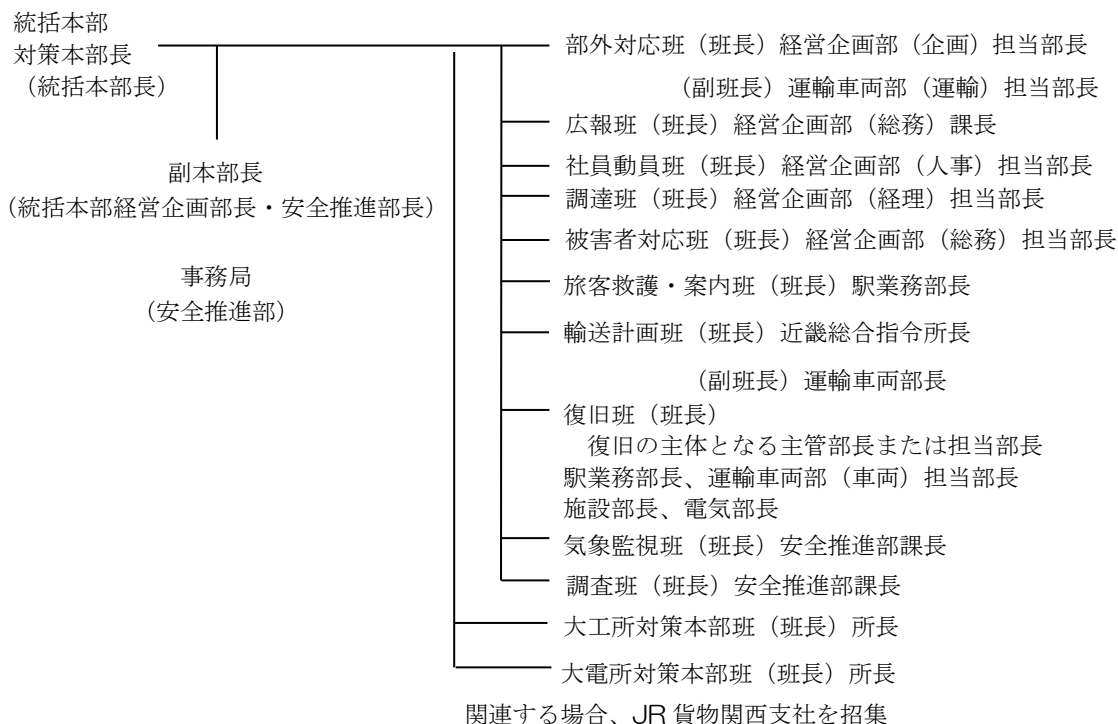 統括本部
対策本部長
（統括本部長）
副本部長
（統括本部経営企画部長・安全推進部長）
事務局
（安全推進部）
部外対応班（班長）経営企画部（企画）担当部長
（副班長）運輸車両部（運輸）担当部長
広報班（班長）経営企画部（総務）課長
社員動員班（班長）経営企画部（人事）担当部長
調達班（班長）経営企画部（経理）担当部長
被害者対応班（班長）経営企画部（総務）担当部長
旅客救護・案内班（班長）駅業務部長
輸送計画班（班長）近畿総合指令所長
（副班長）運輸車両部長
復旧班（班長）
復旧の主体となる主管部長または担当部長
駅業務部長、運輸車両部（車両）担当部長
施設部長、電気部長
気象監視班（班長）安全推進部課長
調査班（班長）安全推進部課長
大工所対策本部班（班長）所長
大電所対策本部班（班長）所長
関連する場合、JR 貨物関西支社を招集